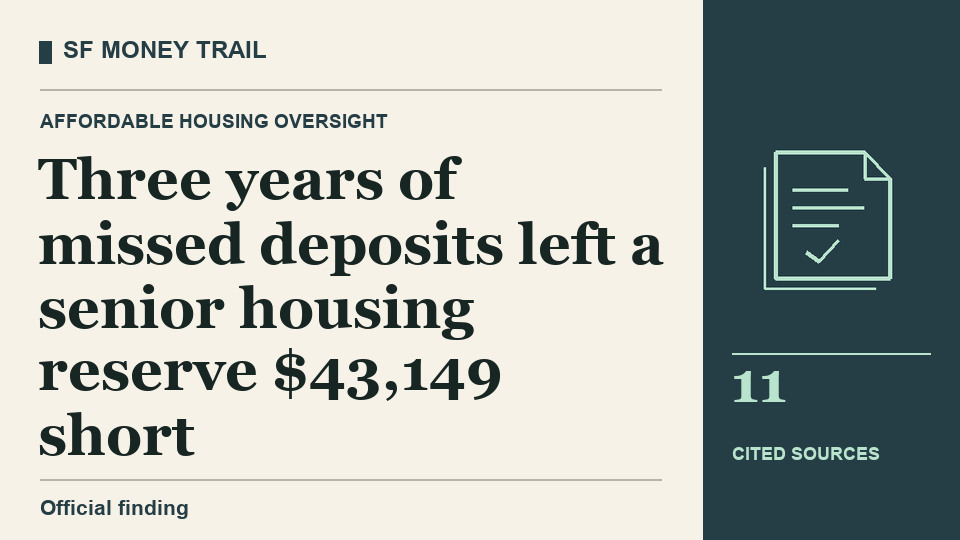 SF MONEY TRAIL
AFFORDABLE HOUSING OVERSIGHT
Three years of
missed deposits left a
senior housing
reserve $43,149
short
Official finding
11
CITED SOURCES